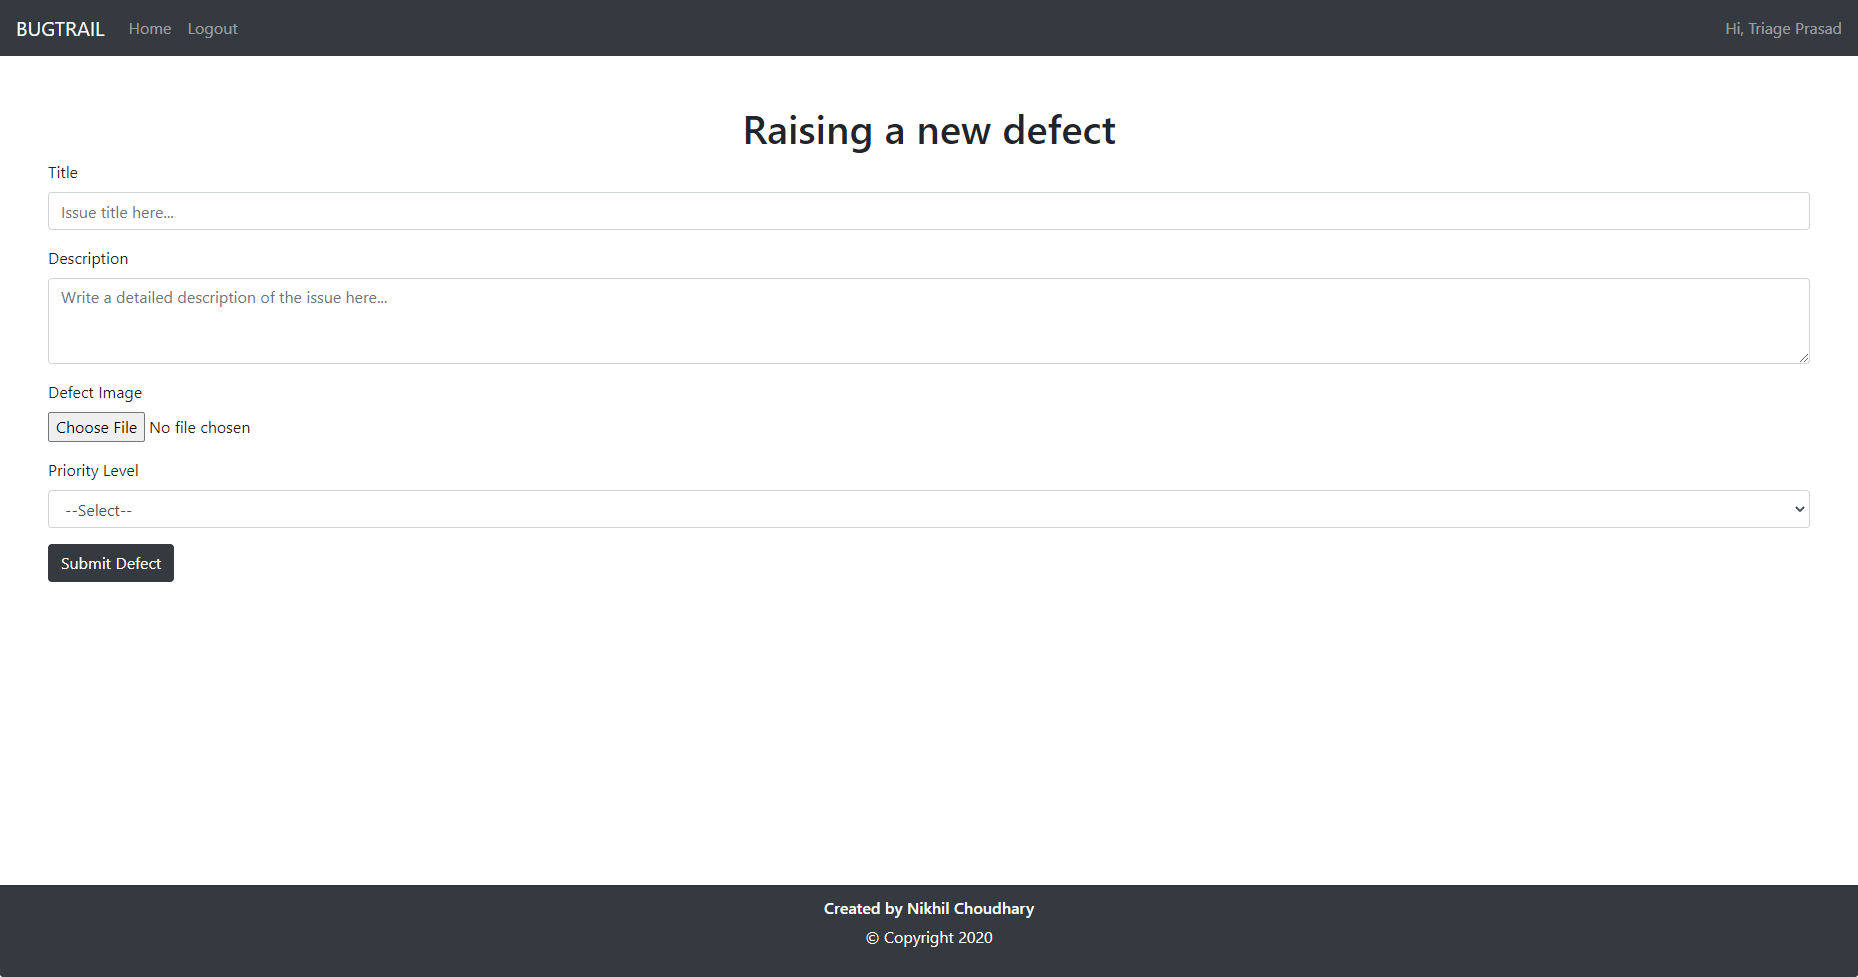 BUGTRAIL Home Logout Hi, Triage Prasad
Raising a new defect
Title
Issue title here...
Description
Write a detailed description of the issue here...
Defect Image
Choose File No file chosen
Priority Level
--Select--
Submit Defect
Created by Nikhil Choudhary
© Copyright 2020